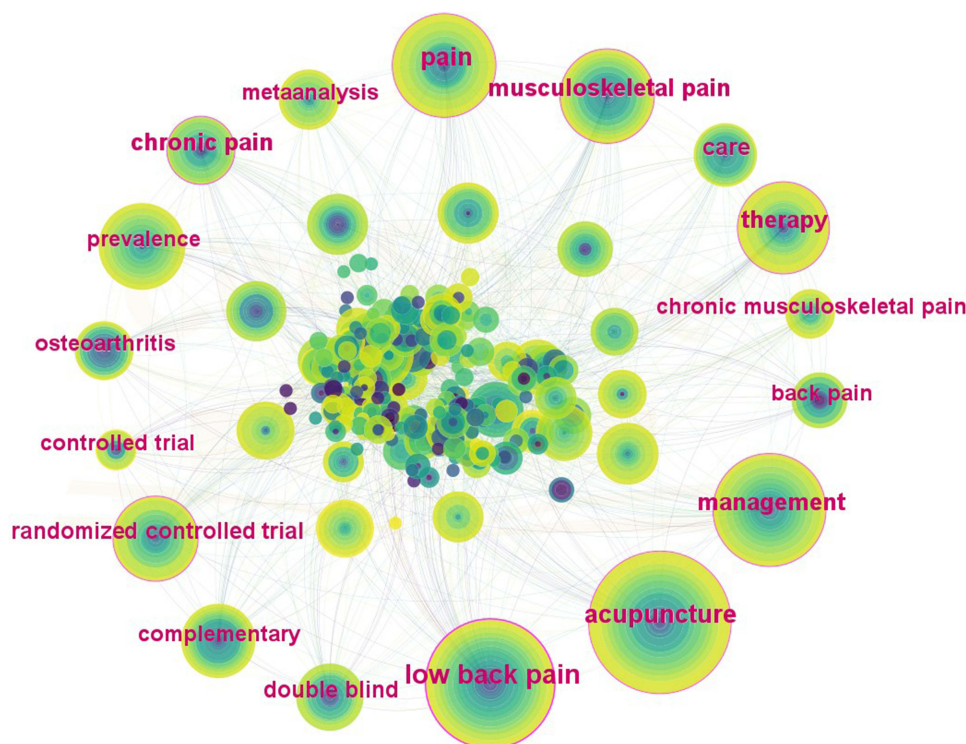 pain
musculoskeletal pain
metaanalysis
chronic pain
care
therapy
prevalence
chronic musculoskeletal pain
osteoarthritis
back pain
controlled trial
management
randomized controlled trial
acupuncture
complementary
low back pain
double blind